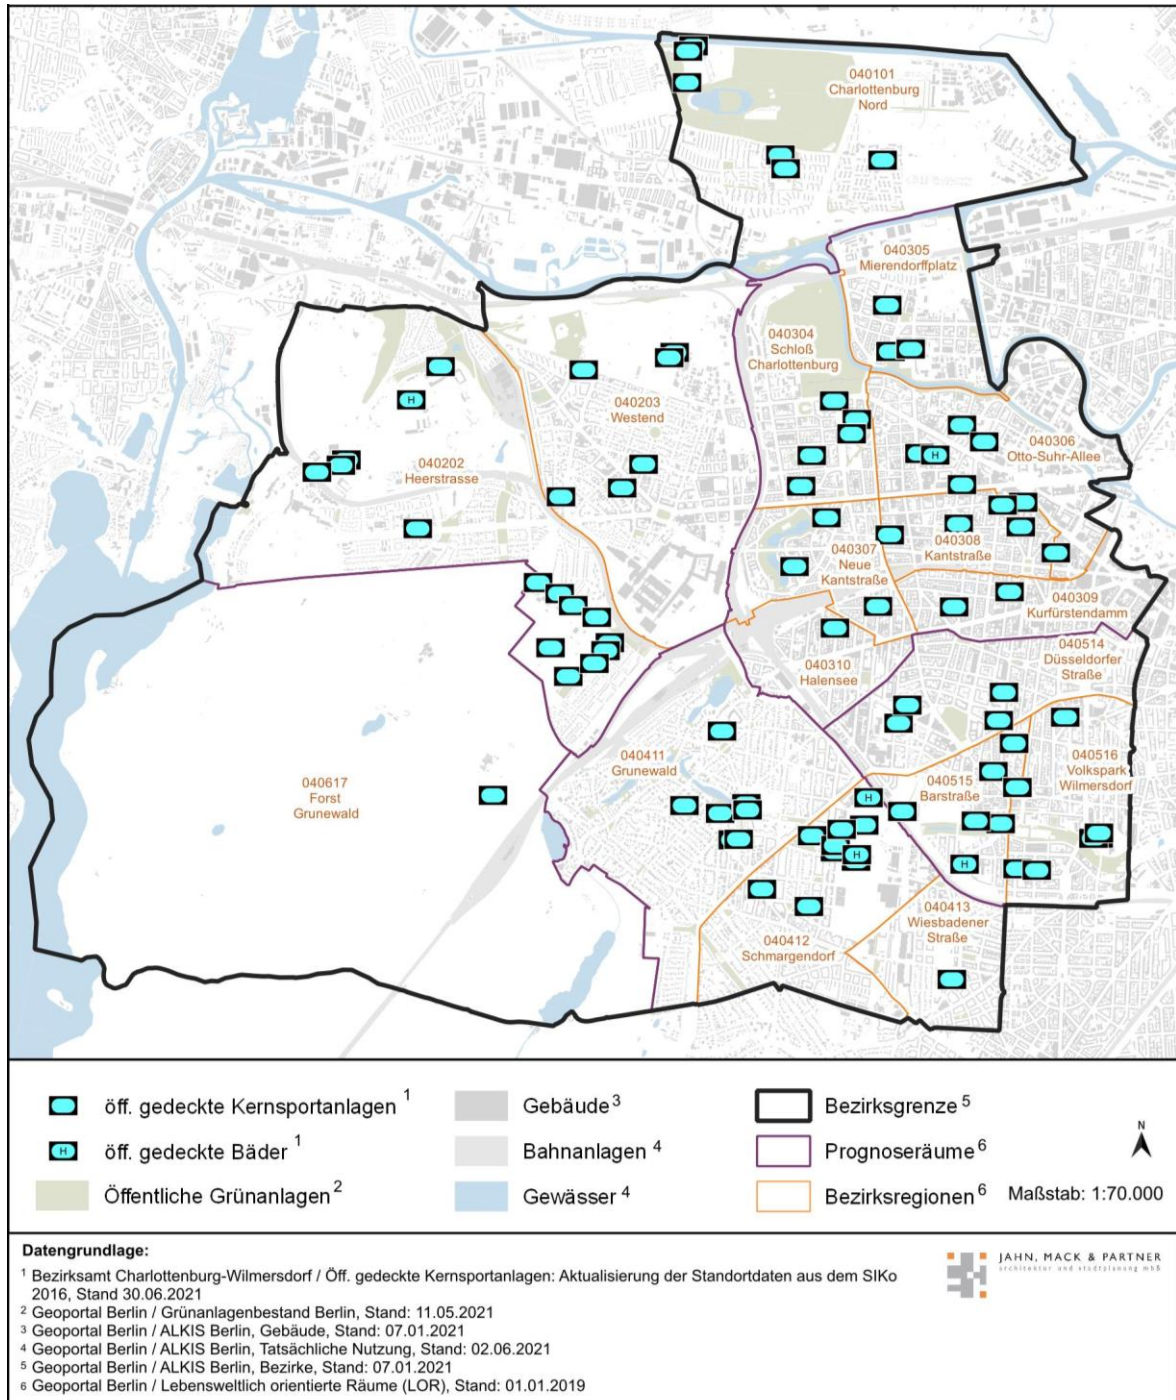 040101
Charlottenburg
Nord
040305
Mierendorffplatz
040304
Schloß
Charlottenburg
040203
Westend
040306
Otto-Suhr-Allee
H
040202
Heerstrasse
H
040308
Kantstraße
040307
Neue
Kantstraße
040309
Kurfürstendamm
040514
Düsseldorfer
Straße
040310
Halensee
040411
Grunewald
040516
Volkspark
Wilmersdorf
040515
Barstraße
040617
Forst
Grunewald
H
H
H
040413
Wiesbadener
Straße
040412
Schmargendorf
öff. gedeckte Kernsportanlagen 1
Gebäude 3
Bezirksgrenze 5
H öff. gedeckte Bäder 1
Bahnanlagen 4
Prognoseräume 6
N
Öffentliche Grünanlagen 2
Gewässer 4
Bezirksregionen 6
Maßstab: 1:70.000
Datengrundlage:
1 Bezirksamt Charlottenburg-Wilmersdorf / Öff. gedeckte Kernsportanlagen: Aktualisierung der Standortdaten aus dem SIKo
2016, Stand 30.06.2021
2 Geoportal Berlin / Grünanlagenbestand Berlin, Stand: 11.05.2021
3 Geoportal Berlin / ALKIS Berlin, Gebäude, Stand: 07.01.2021
4 Geoportal Berlin / ALKIS Berlin, Tatsächliche Nutzung, Stand: 02.06.2021
5 Geoportal Berlin / ALKIS Berlin, Bezirke, Stand: 07.01.2021
6 Geoportal Berlin / Lebensweltlich orientierte Räume (LOR), Stand: 01.01.2019
JAHN, MACK & PARTNER
architektur und stadtplanung mbB